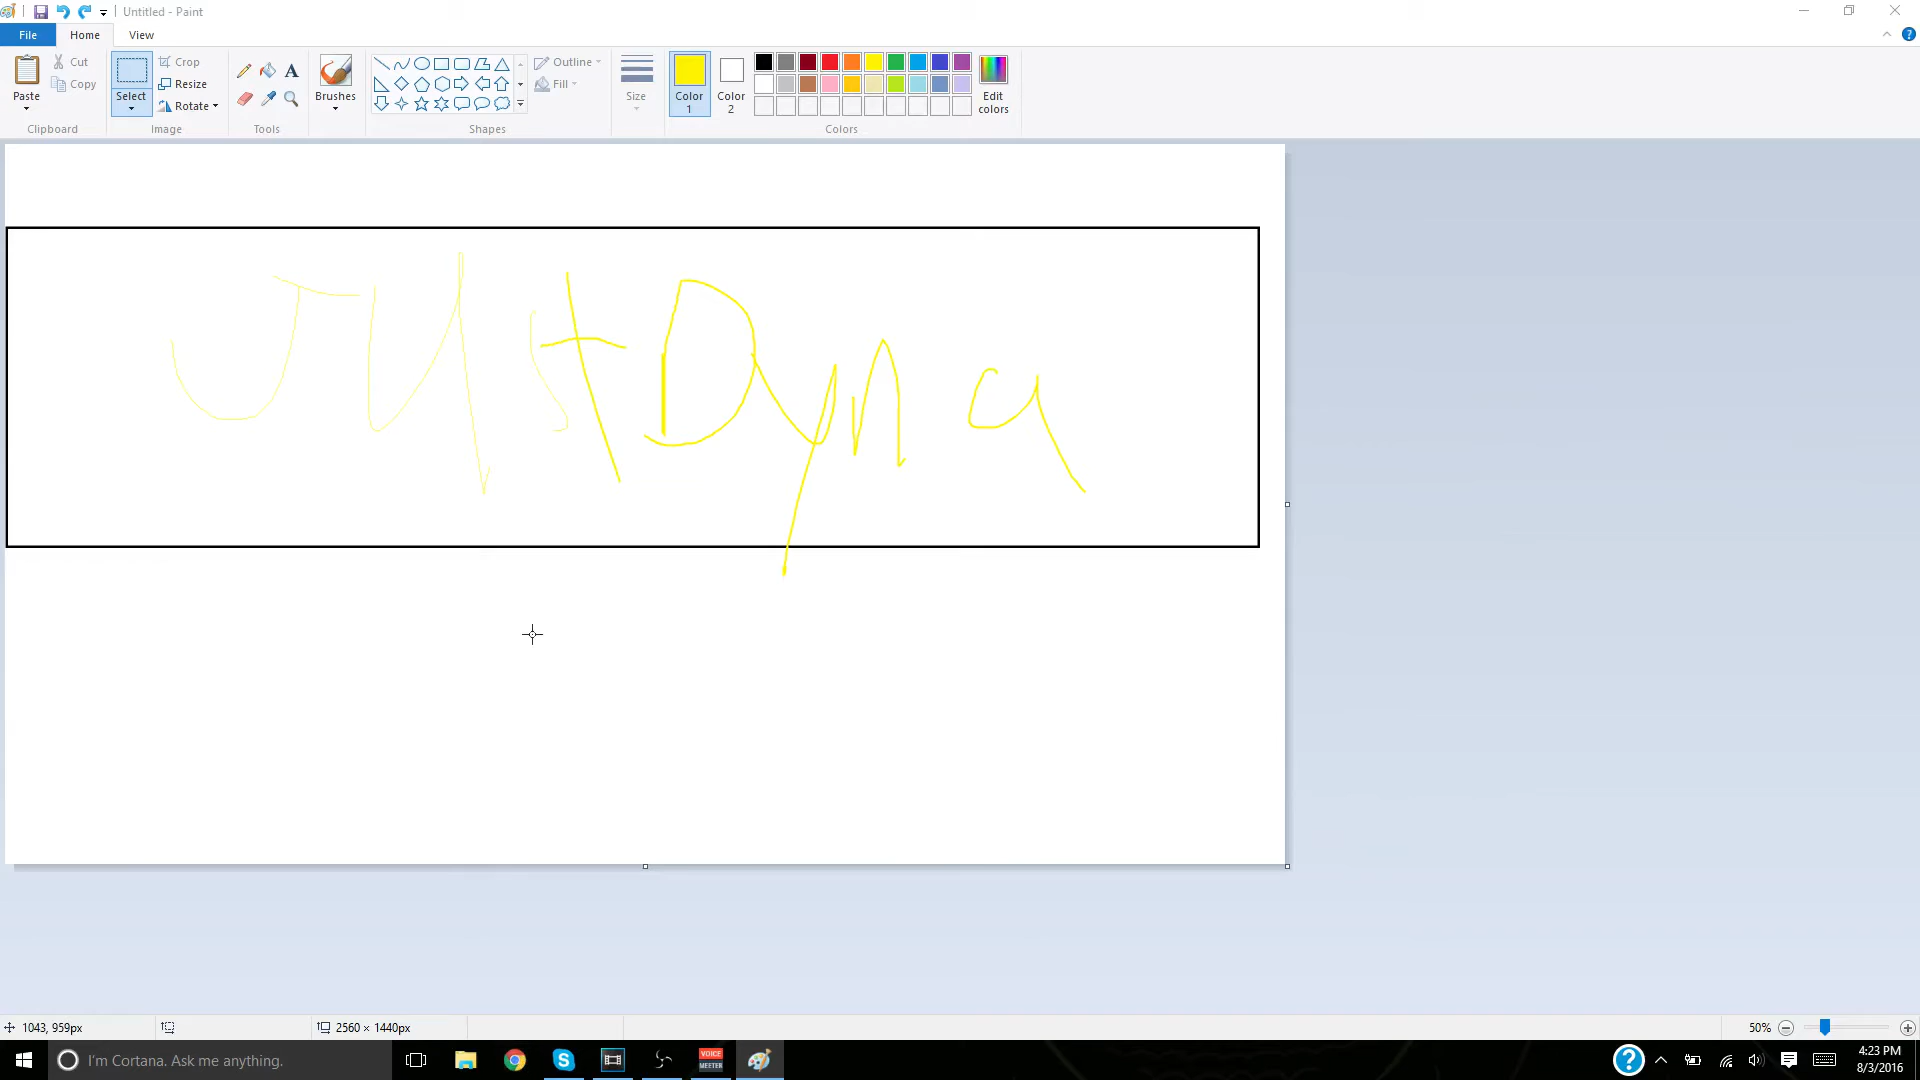 Untitled - Paint
File Home View
Paste Cut Copy Clipboard
Select Crop Resize Rotate Image
Tools
Brushes
Shapes Outline Fill
Size
Color 1 Color 2 Edit colors Colors
JustDyna
1043, 959px 2560 × 1440px 50%
I'm Cortana. Ask me anything. VOICE MEETER 4:23 PM
8/3/2016